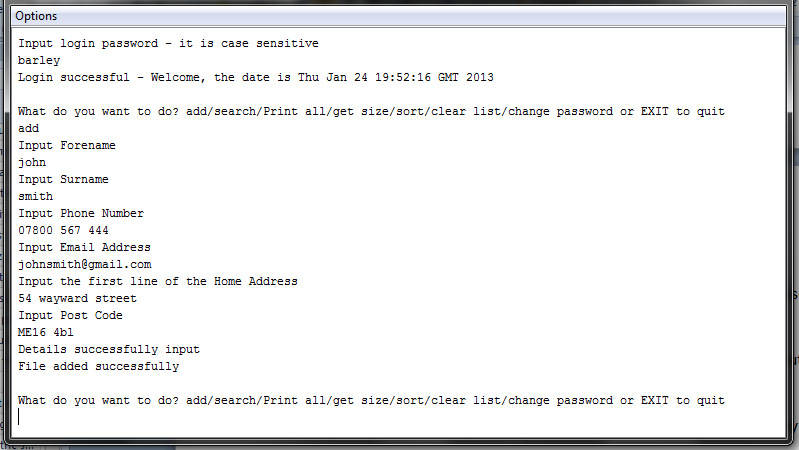 Options
Input login password - it is case sensitive
barley
Login successful - Welcome, the date is Thu Jan 24 19:52:16 GMT 2013
What do you want to do? add/search/Print all/get size/sort/clear list/change password or EXIT to quit
add
Input Forename
john
Input Surname
smith
Input Phone Number
07800 567 444
Input Email Address
johnsmith@gmail.com
Input the first line of the Home Address
54 wayward street
Input Post Code
ME16 4bl
Details successfully input
File added successfully
What do you want to do? add/search/Print all/get size/sort/clear list/change password or EXIT to quit